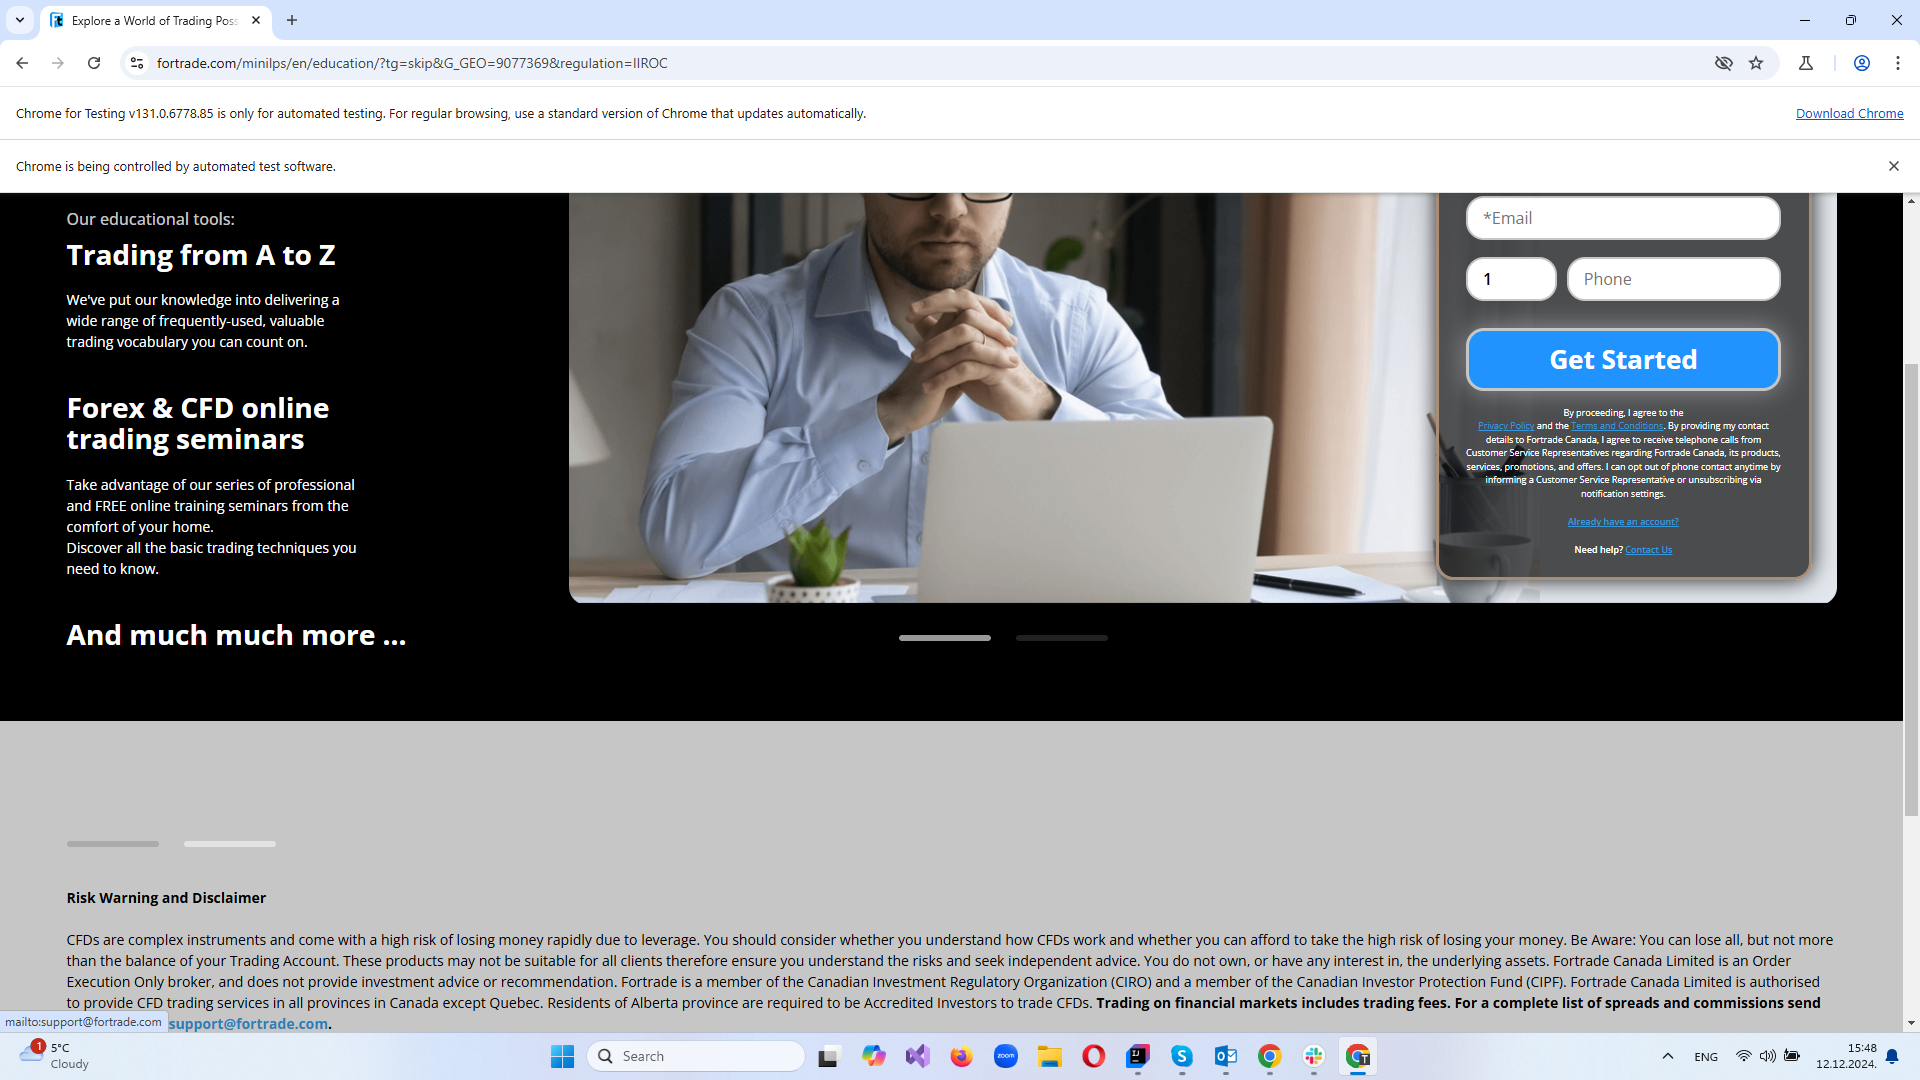 Explore a World of Trading Poss
fortrade.com/minilps/en/education/?tg=skip&G_GEO=9077369&regulation=IIROC
Chrome for Testing v131.0.6778.85 is only for automated testing. For regular browsing, use a standard version of Chrome that updates automatically.
Download Chrome
Chrome is being controlled by automated test software.
Our educational tools:
Trading from A to Z
We've put our knowledge into delivering a
wide range of frequently-used, valuable
trading vocabulary you can count on.
Forex & CFD online
trading seminars
Take advantage of our series of professional
and FREE online training seminars from the
comfort of your home.
Discover all the basic trading techniques you
need to know.
And much much more ...
*Email
1
Phone
Get Started
By proceeding, I agree to the
Privacy Policy and the Terms and Conditions. By providing my contact
details to Fortrade Canada, I agree to receive telephone calls from
Customer Service Representatives regarding Fortrade Canada, its products,
services, promotions, and offers. I can opt out of phone contact anytime by
informing a Customer Service Representative or unsubscribing via
notification settings.
Already have an account?
Need help? Contact Us
Risk Warning and Disclaimer
CFDs are complex instruments and come with a high risk of losing money rapidly due to leverage. You should consider whether you understand how CFDs work and whether you can afford to take the high risk of losing your money. Be Aware: You can lose all, but not more
than the balance of your Trading Account. These products may not be suitable for all clients therefore ensure you understand the risks and seek independent advice. You do not own, or have any interest in, the underlying assets. Fortrade Canada Limited is an Order
Execution Only broker, and does not provide investment advice or recommendation. Fortrade is a member of the Canadian Investment Regulatory Organization (CIRO) and a member of the Canadian Investor Protection Fund (CIPF). Fortrade Canada Limited is authorised
to provide CFD trading services in all provinces in Canada except Quebec. Residents of Alberta province are required to be Accredited Investors to trade CFDs. Trading on financial markets includes trading fees. For a complete list of spreads and commissions send
support@fortrade.com.
mailto:support@fortrade.com
1
5°C
Cloudy
Search
zoom
ENG
15:48
12.12.2024.